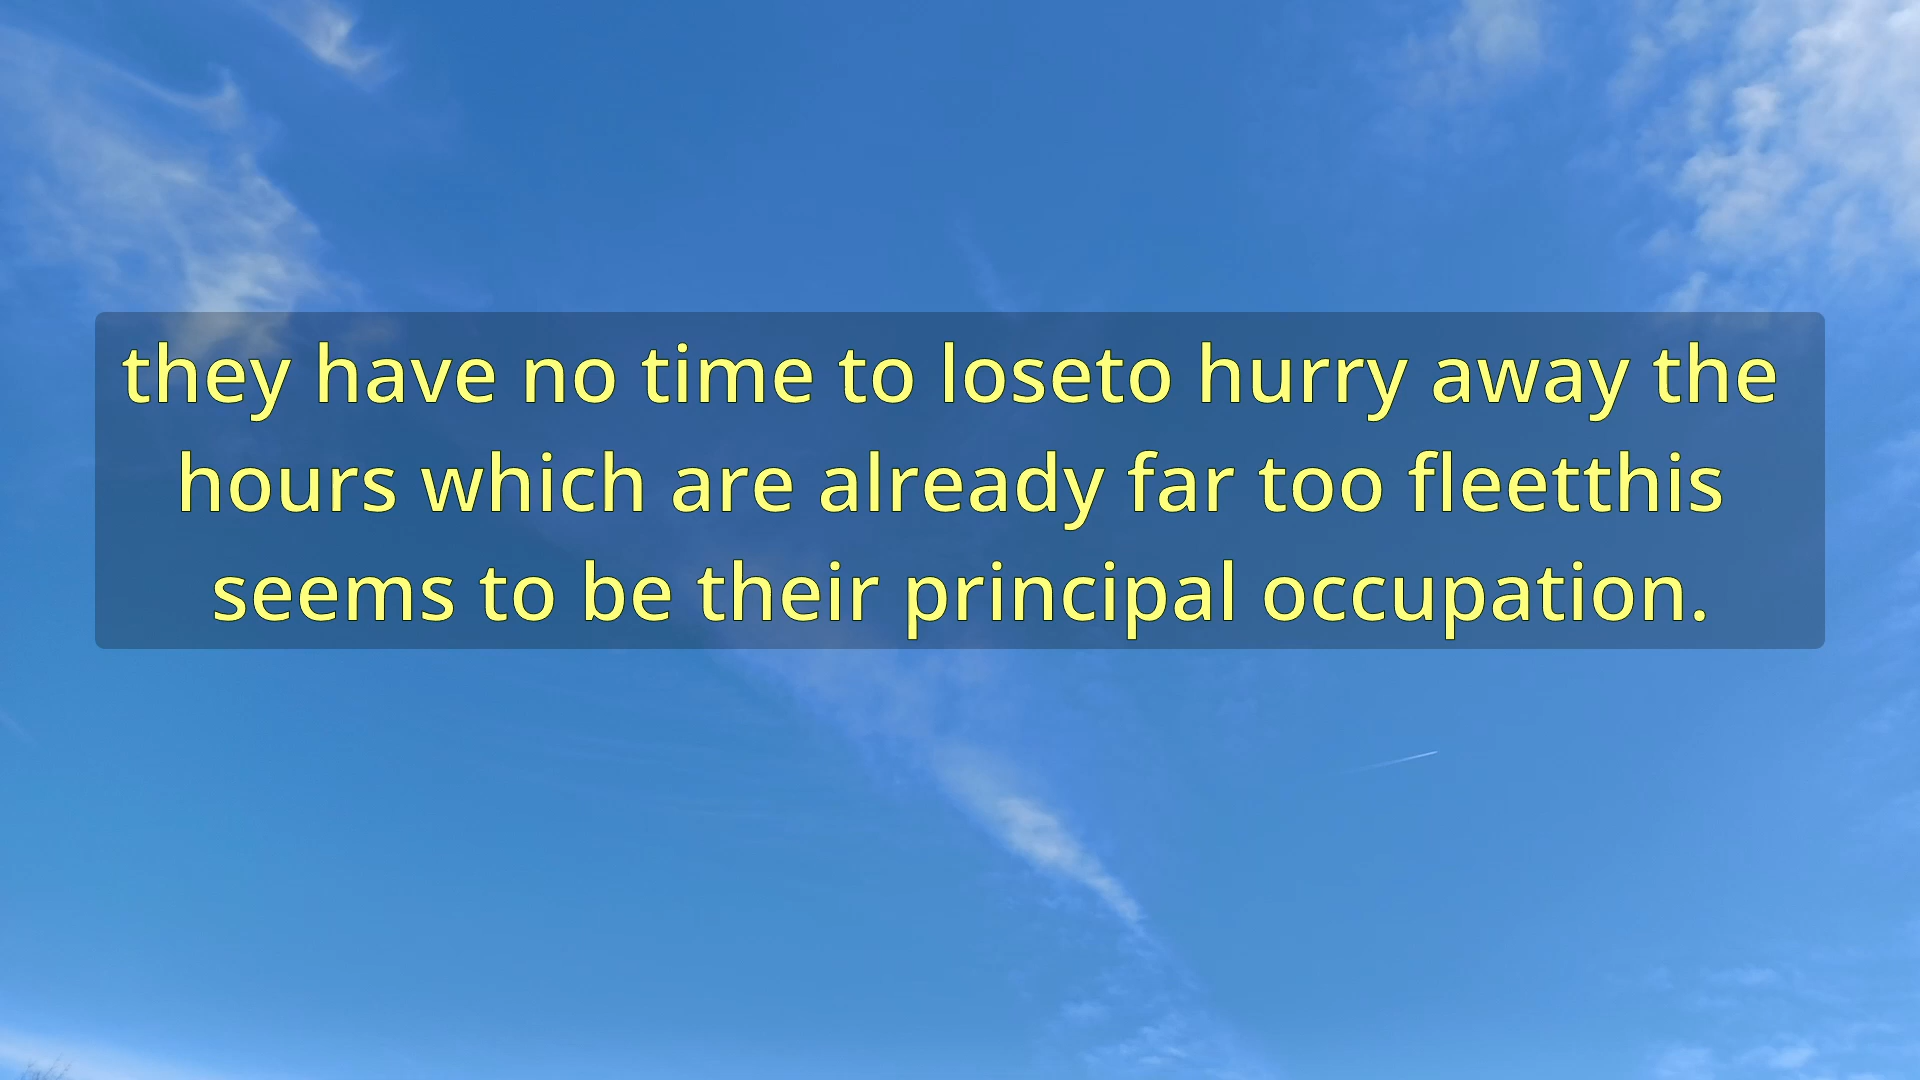 they have no time to loseto hurry away the
hours which are already far too fleetthis
seems to be their principal occupation.